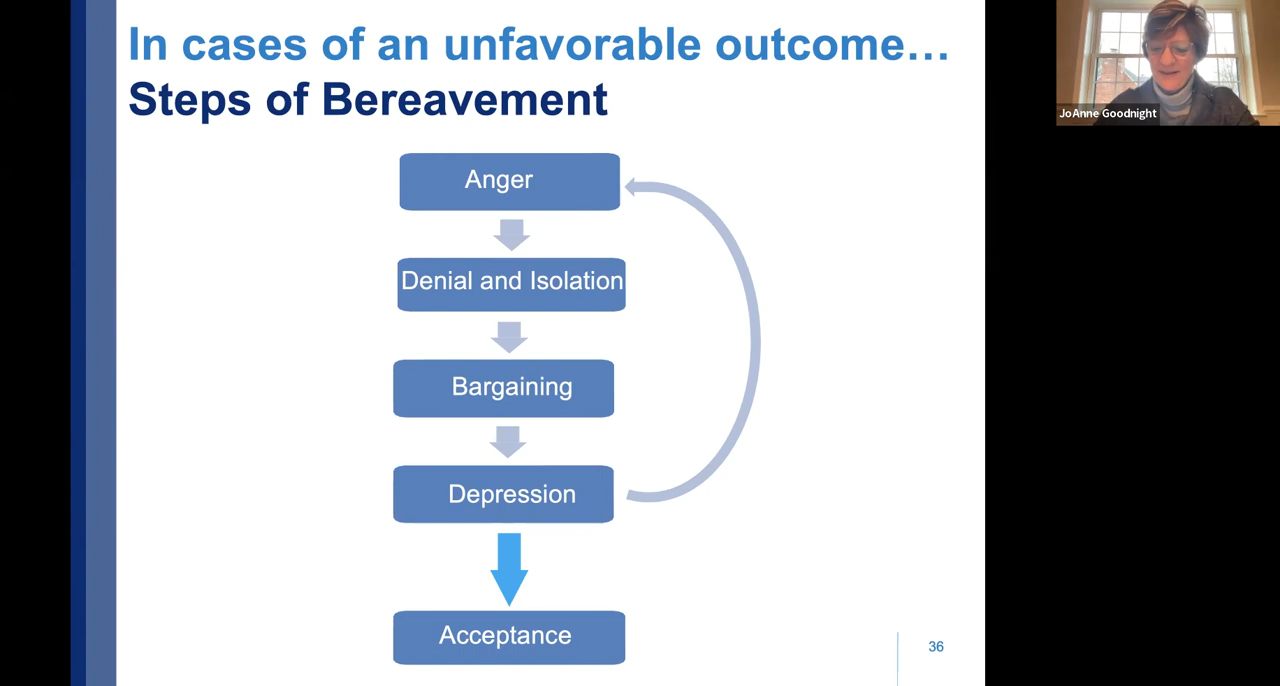 In cases of an unfavorable outcome…
Steps of Bereavement
JoAnne Goodnight
Anger
Denial and Isolation
Bargaining
Depression
Acceptance
36